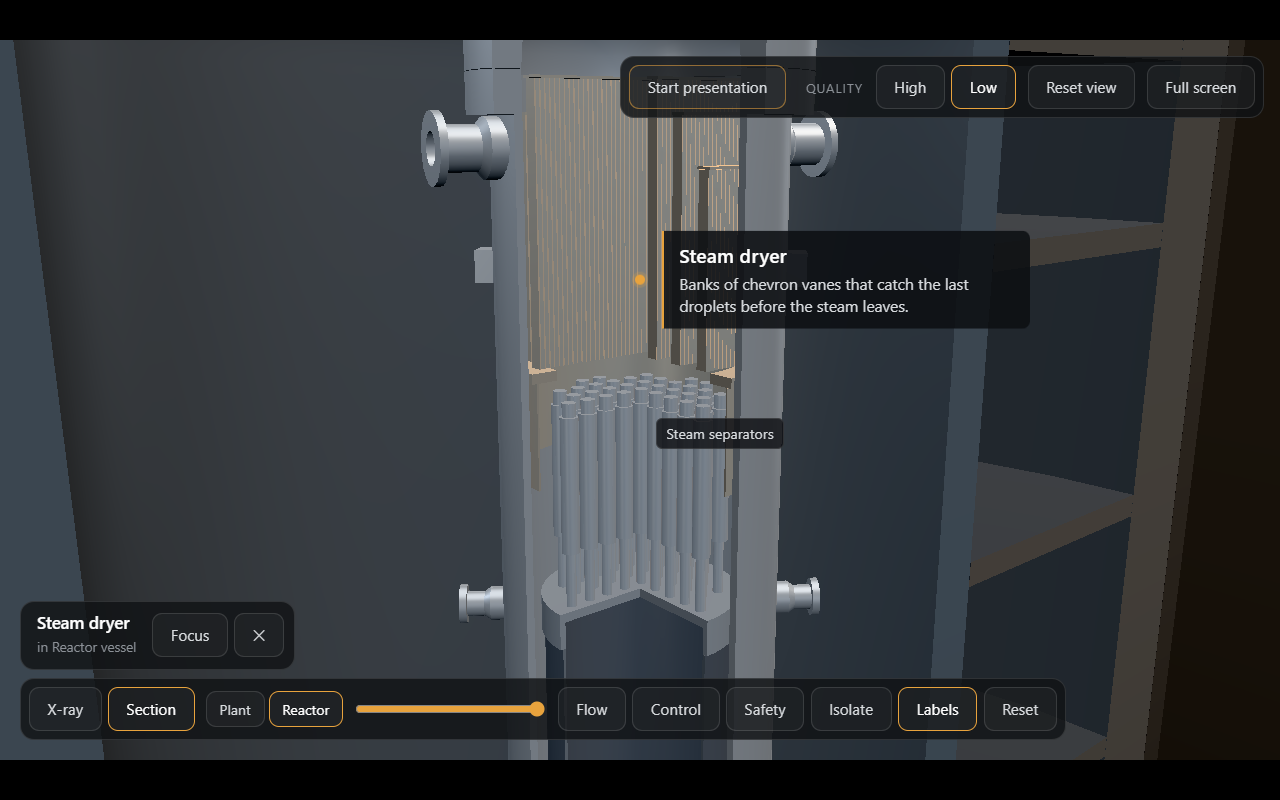 Start presentation
QUALITY
High
Low
Reset view
Full screen
Steam dryer
Banks of chevron vanes that catch the last
droplets before the steam leaves.
Steam separators
Steam dryer
in Reactor vessel
Focus
X-ray
Section
Plant
Reactor
Flow
Control
Safety
Isolate
Labels
Reset